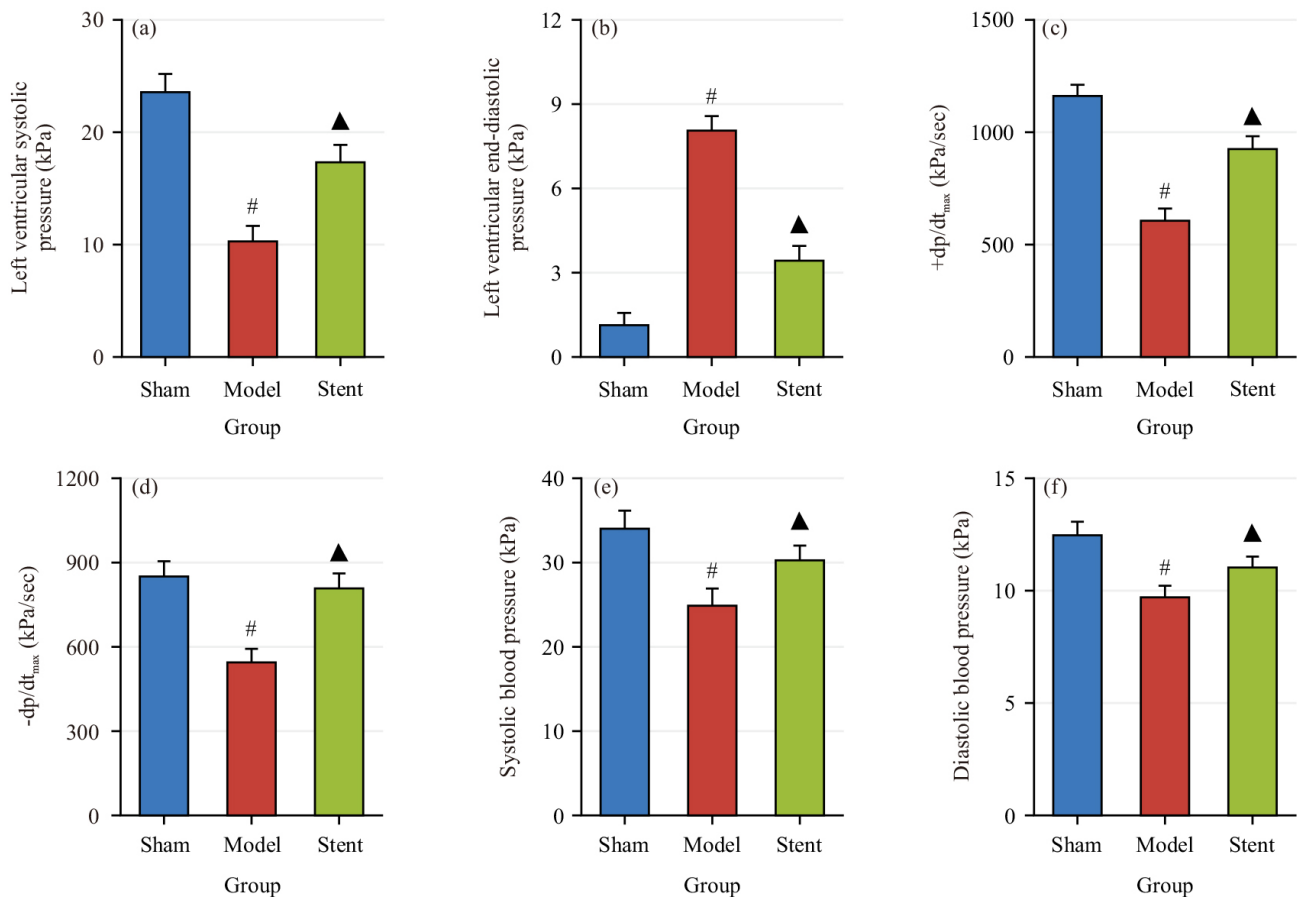 (a)
Left ventricular systolic
pressure (kPa)
30
20
10
0
#
▲
Sham Model Stent
Group
(b)
Left ventricular end-diastolic
pressure (kPa)
12
9
6
3
0
#
▲
Sham Model Stent
Group
(c)
+dp/dtmax (kPa/sec)
1500
1000
500
0
#
▲
Sham Model Stent
Group
(d)
-dp/dtmax (kPa/sec)
1200
900
600
300
0
#
▲
Sham Model Stent
Group
(e)
Systolic blood pressure (kPa)
40
30
20
10
0
#
▲
Sham Model Stent
Group
(f)
Diastolic blood pressure (kPa)
15
10
5
0
#
▲
Sham Model Stent
Group